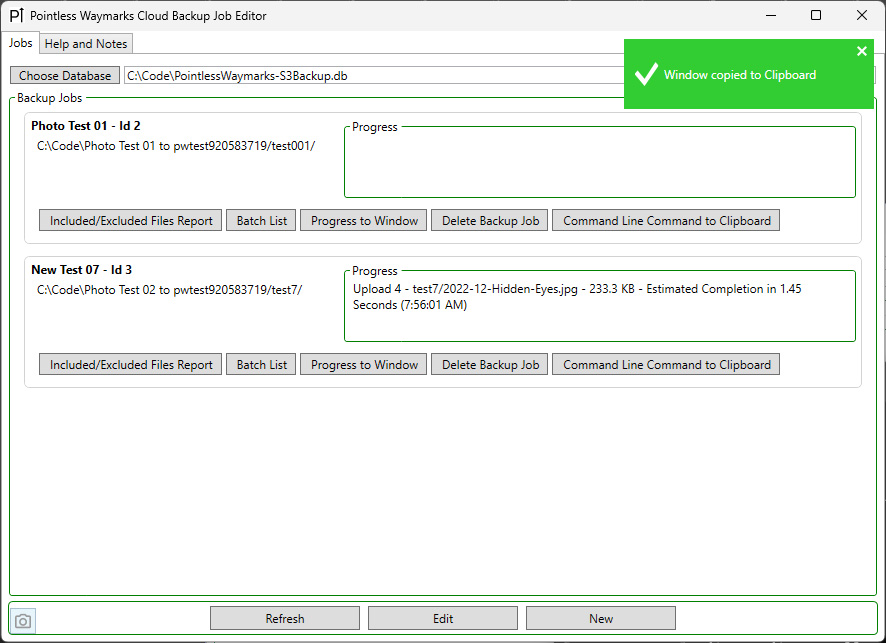 Pointless Waymarks Cloud Backup Job Editor
Jobs
Help and Notes
Window copied to Clipboard
Choose Database
C:\Code\PointlessWaymarks-S3Backup.db
Backup Jobs
Photo Test 01 - Id 2
C:\Code\Photo Test 01 to pwtest920583719/test001/
Progress
Included/Excluded Files Report
Batch List
Progress to Window
Delete Backup Job
Command Line Command to Clipboard
New Test 07 - Id 3
C:\Code\Photo Test 02 to pwtest920583719/test7/
Progress
Upload 4 - test7/2022-12-Hidden-Eyes.jpg - 233.3 KB - Estimated Completion in 1.45
Seconds (7:56:01 AM)
Included/Excluded Files Report
Batch List
Progress to Window
Delete Backup Job
Command Line Command to Clipboard
Refresh
Edit
New